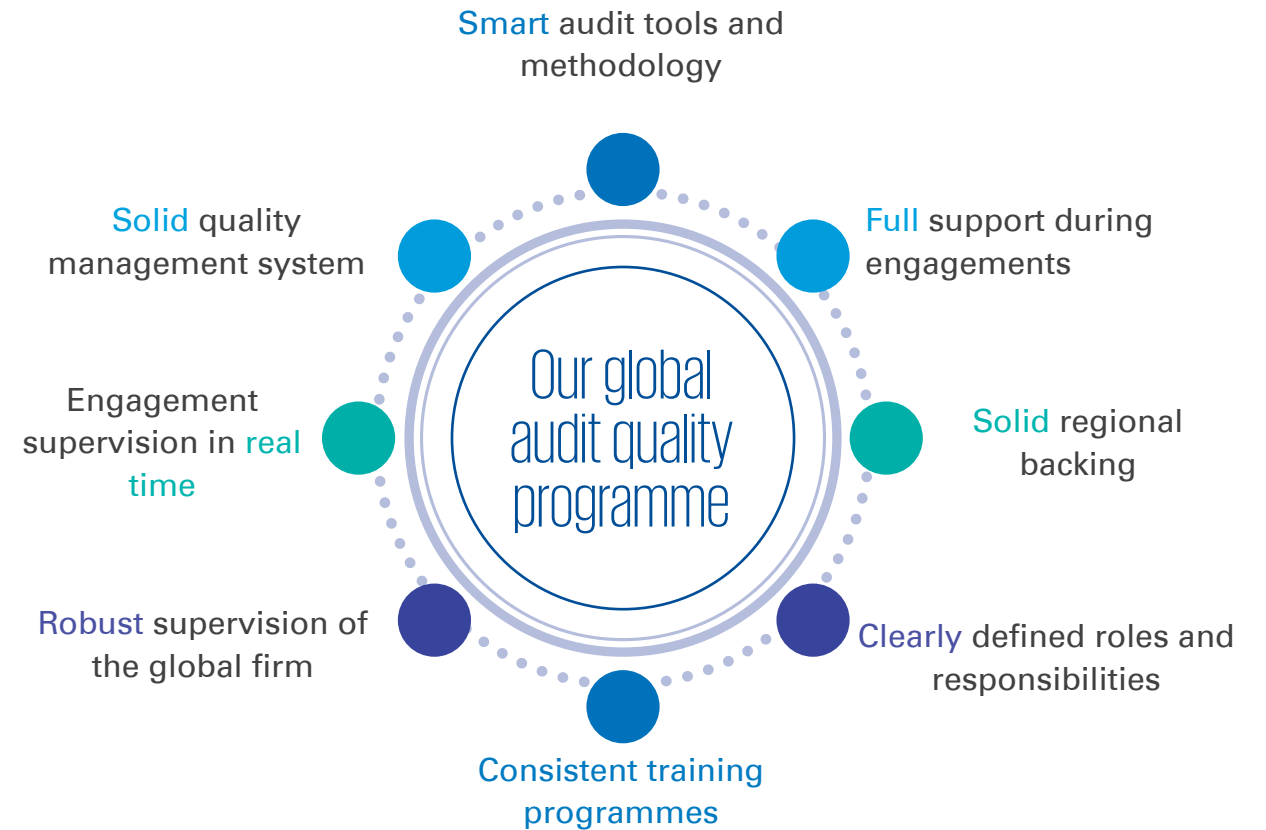 Smart audit tools and
methodology
Full support during
engagements
Solid regional
backing
Clearly defined roles and
responsibilities
Consistent training
programmes
Robust supervision of
the global firm
Engagement
supervision in real
time
Solid quality
management system
Our global
audit quality
programme